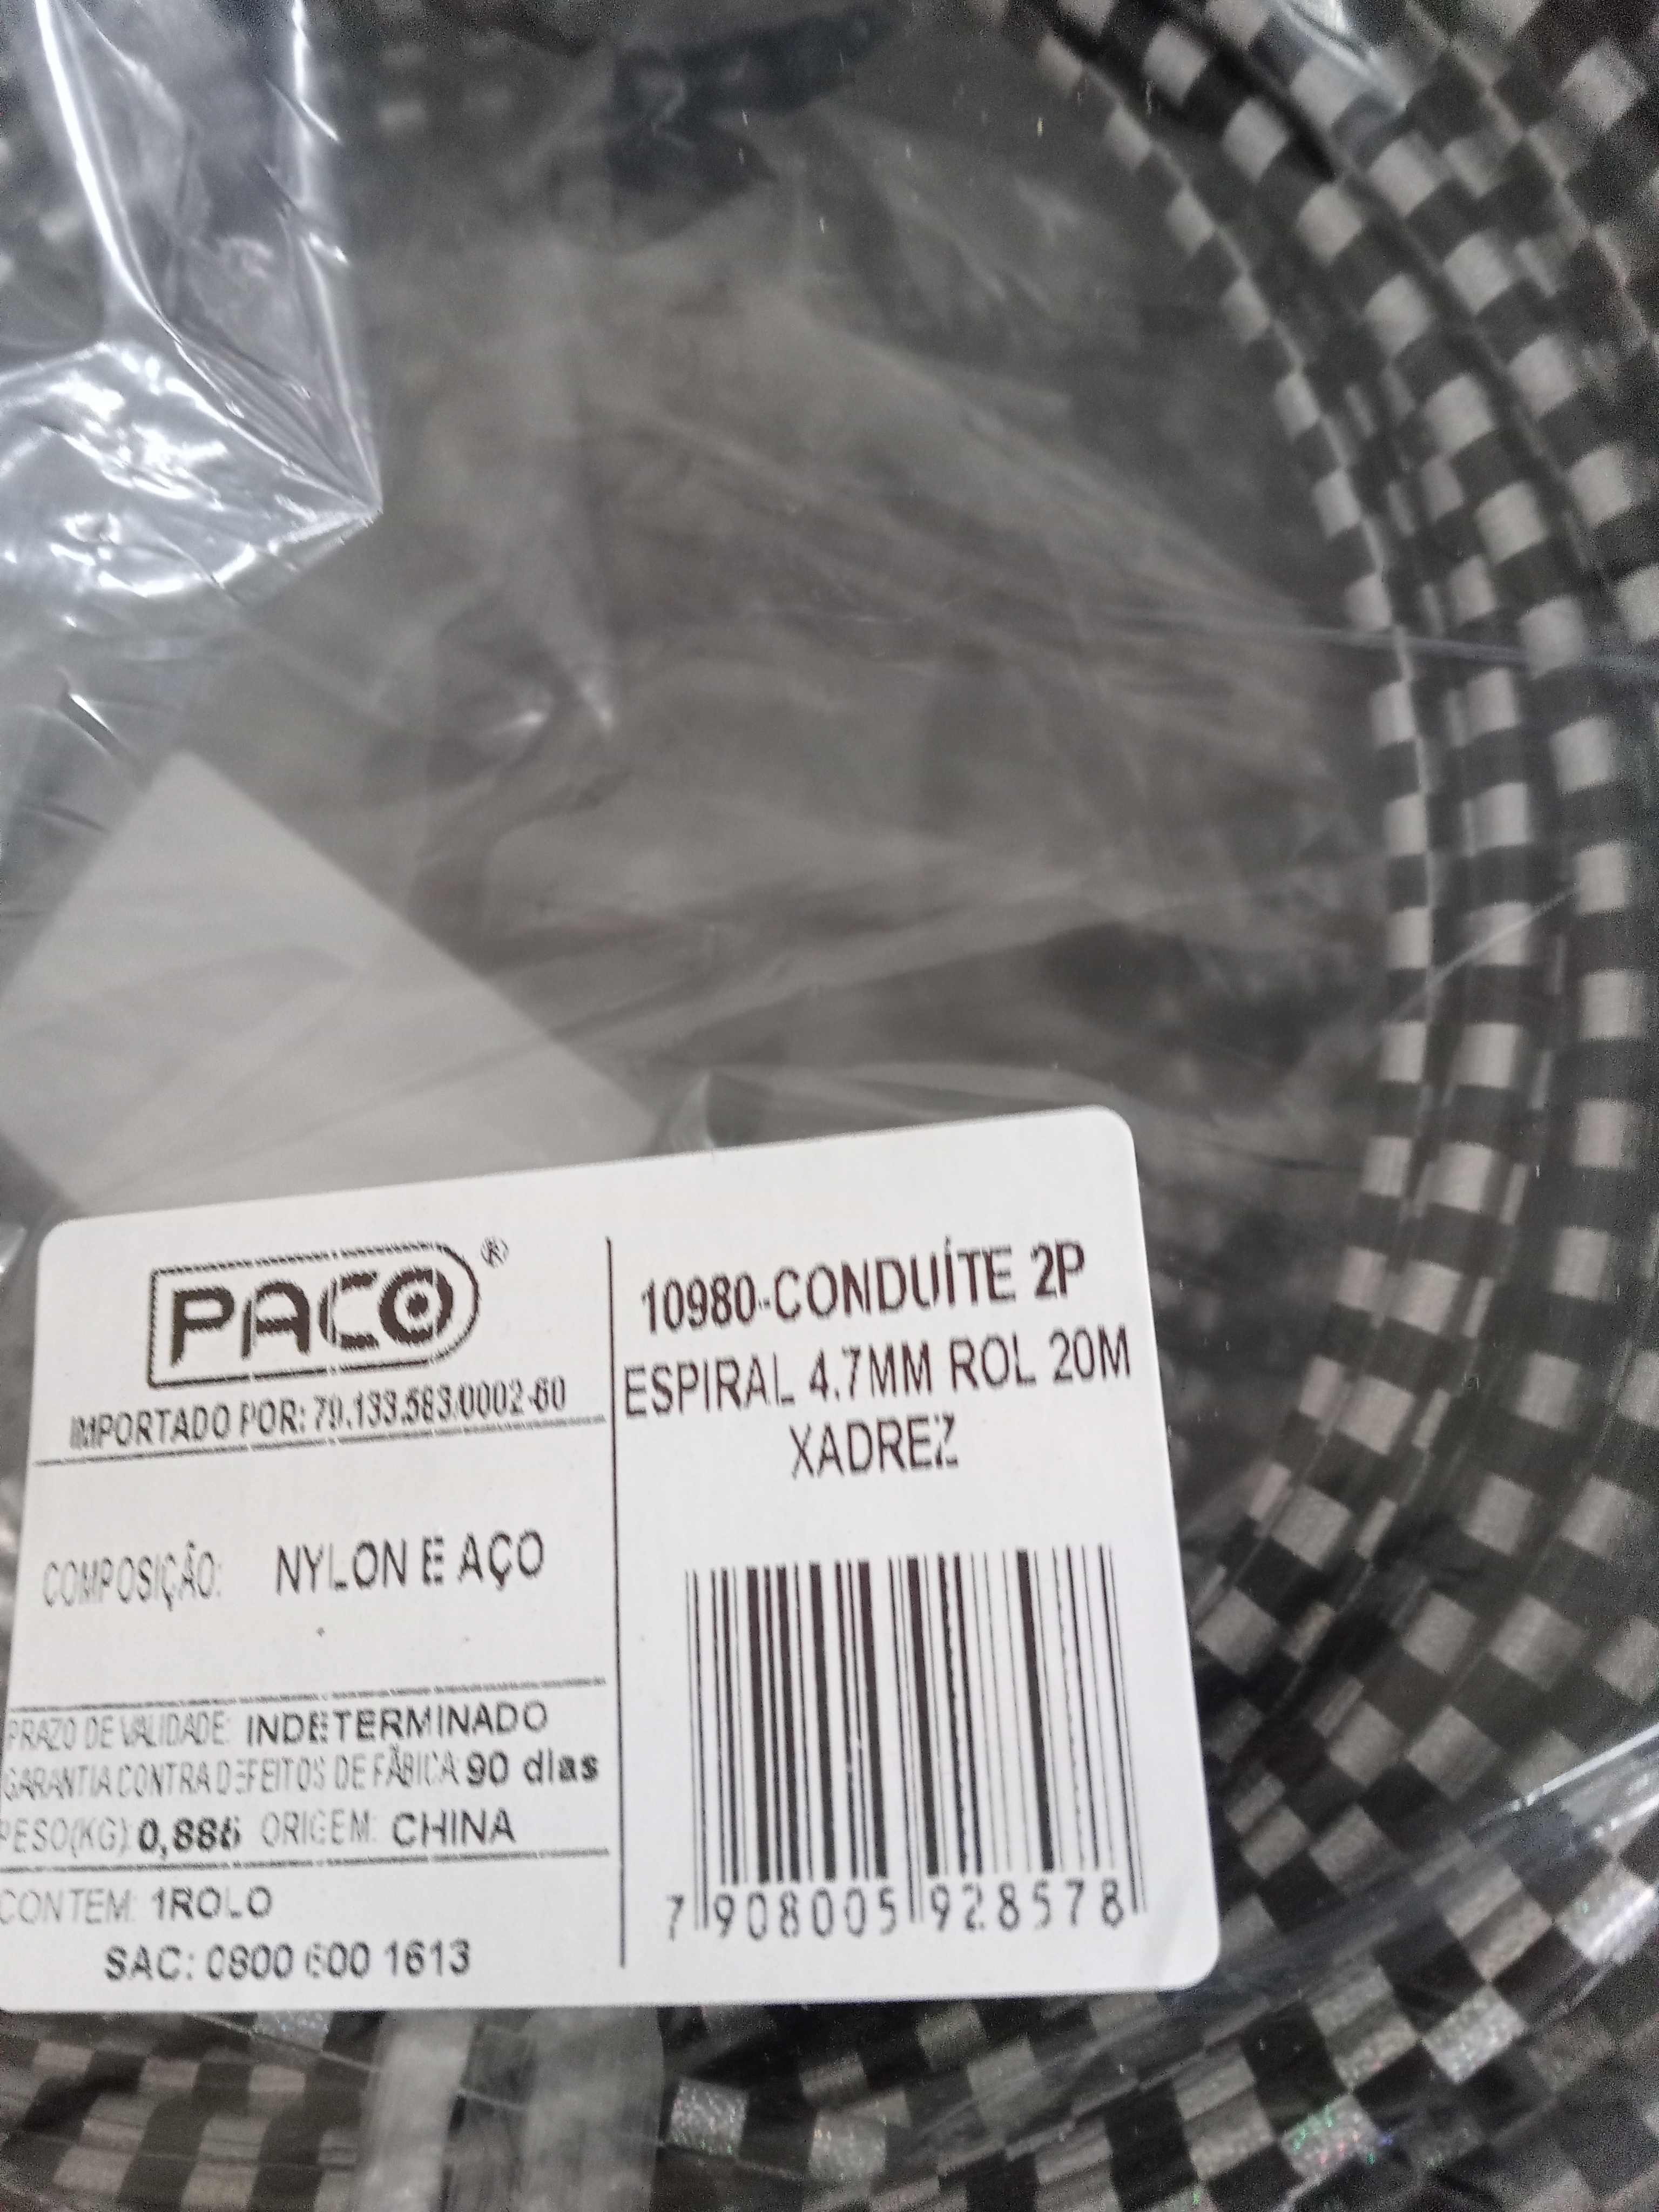 PACO®
IMPORTADO POR: 79.133.583.0002-60
COMPOSIÇÃO: NYLON E AÇO
PRAZO DE VALIDADE: INDETERMINADO
GARANTIA CONTRA DEFEITOS DE FÃBICA 90 dias
PESO(KG) 0,886 ORIGEM: CHINA
CONTEM: 1ROLO
SAC: 0800 600 1613
10980-CONDUÍTE 2P
ESPIRAL 4.7MM ROL 20M
XADREZ
7 908005 928578